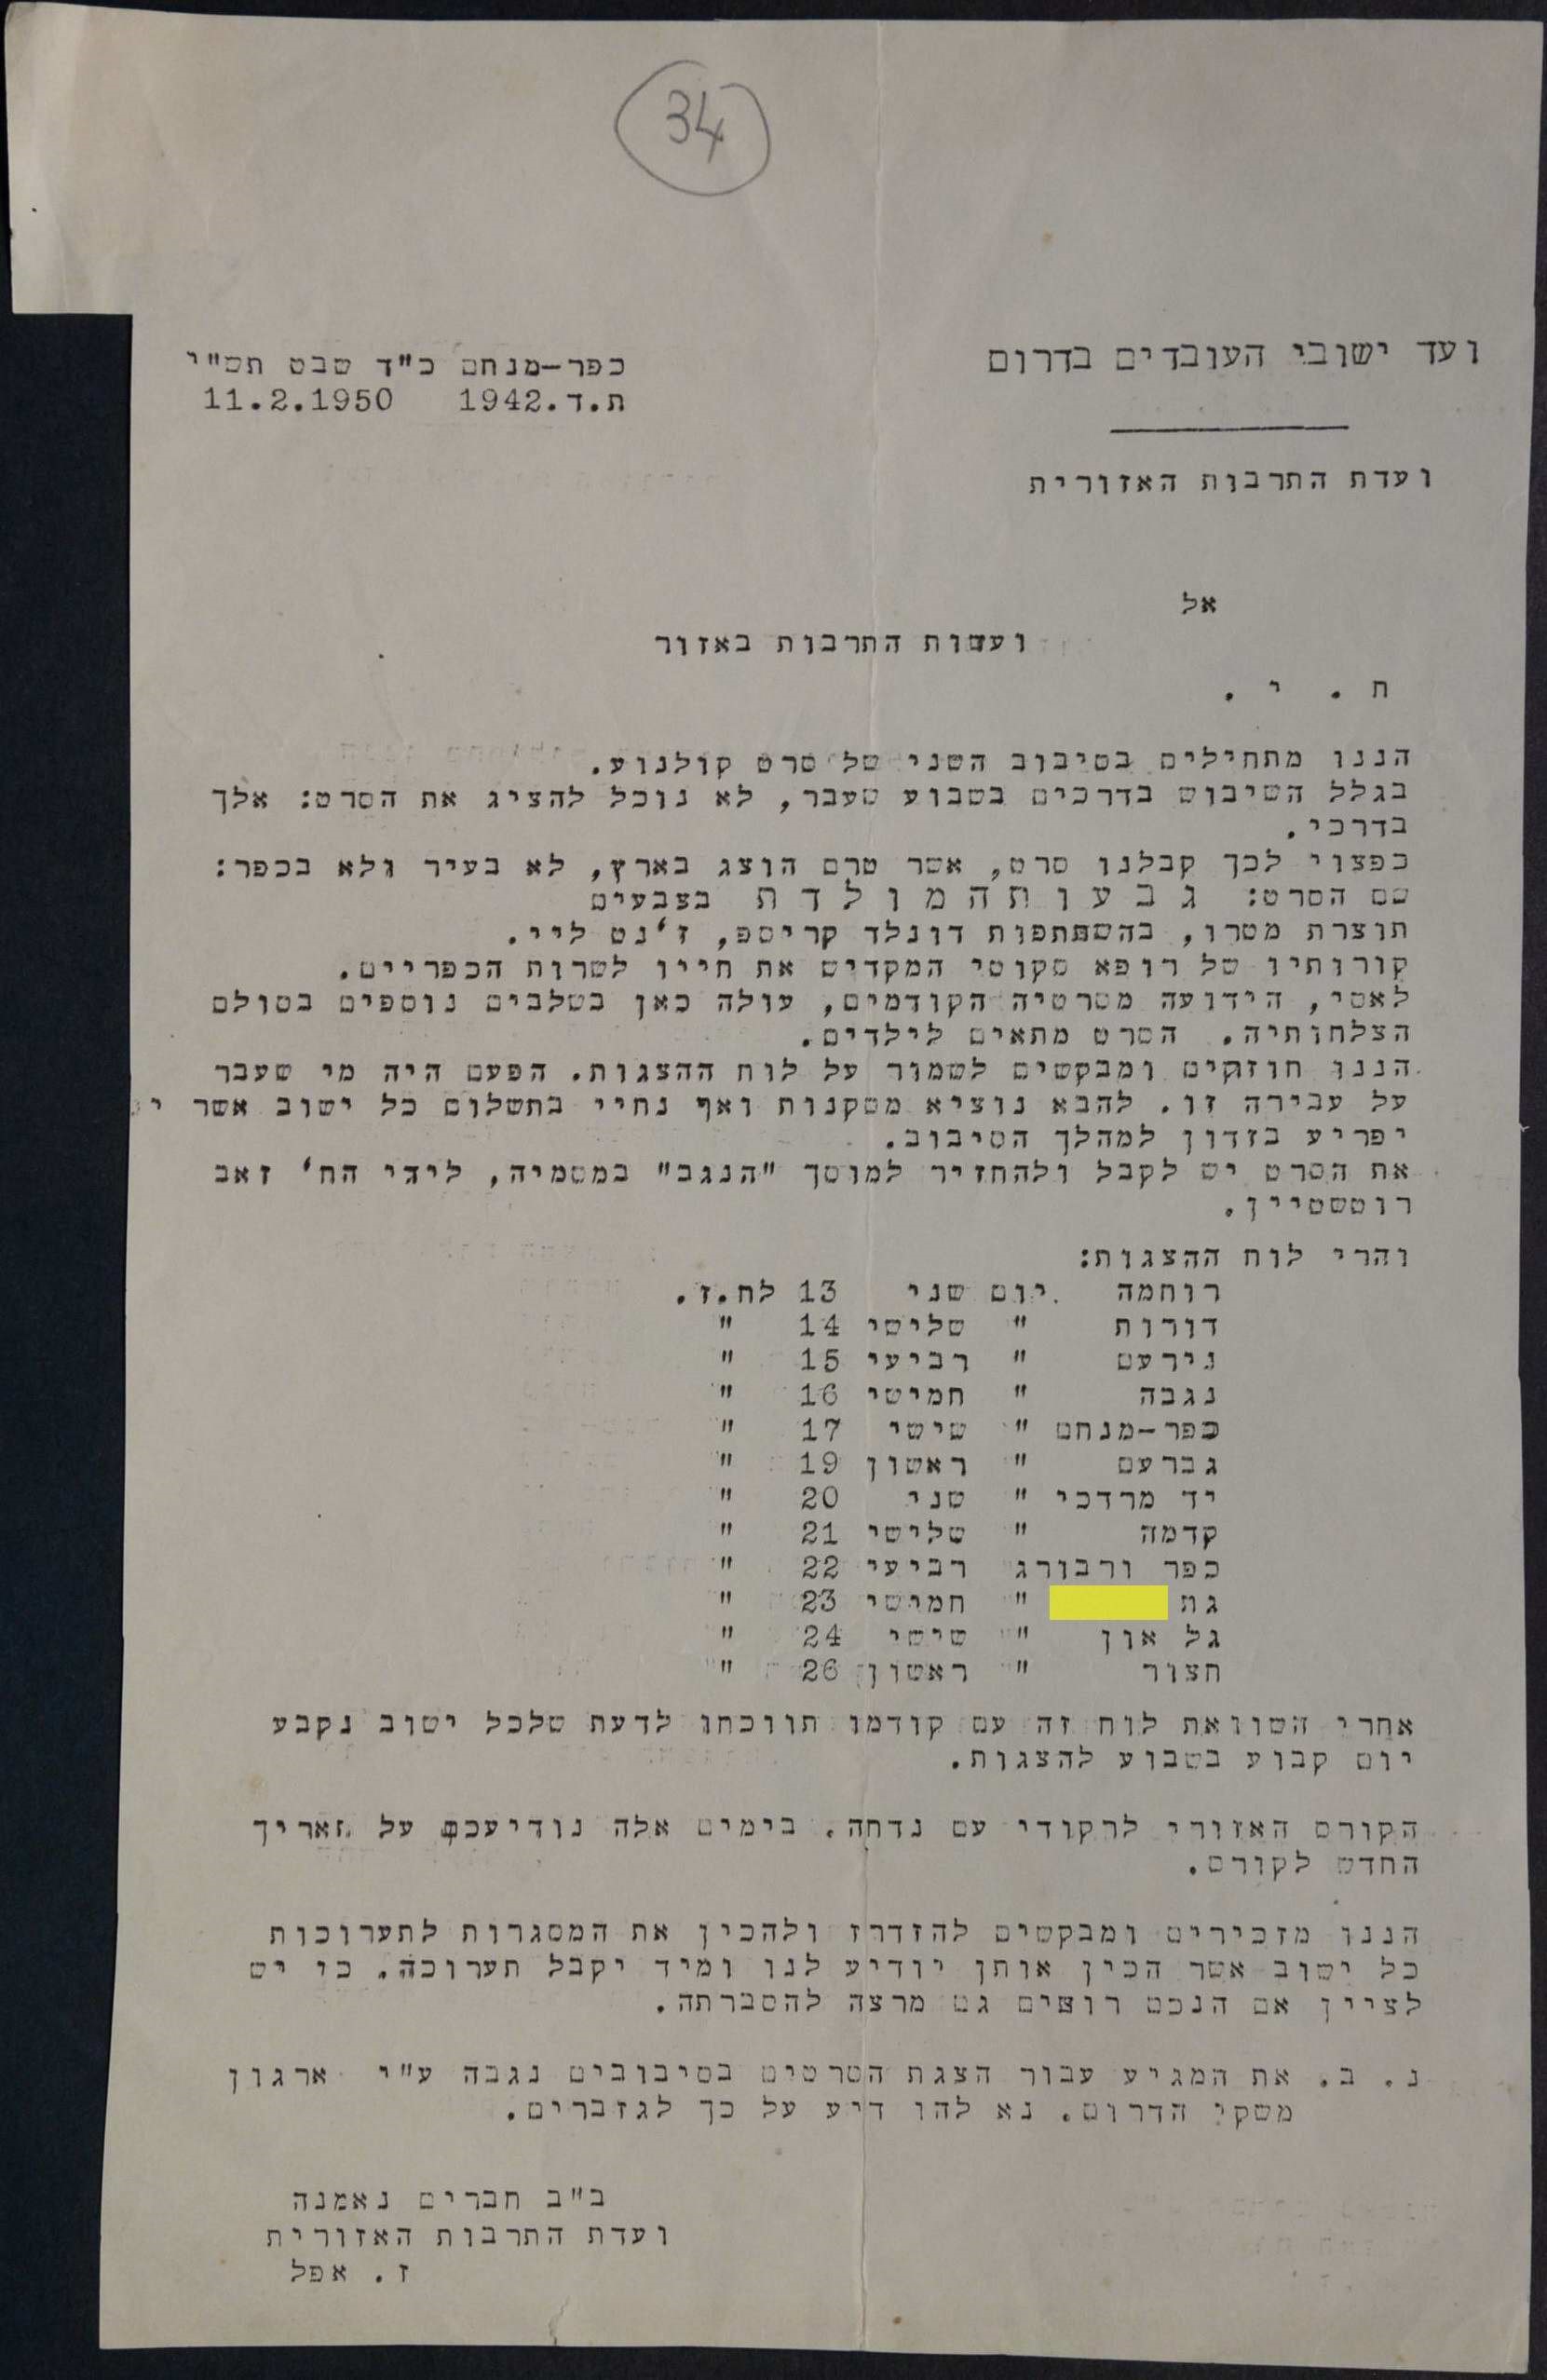 34
ועד ישובי העובדים בדרום
כפר-מנחם כ"ד שבט תש"י
ת.ד. 1942 11.2.1950
ועדת התרבות האזורית
אל
ועדות התרבות באזור
ח. י.
הננו מתחילים בסיבוב השני של סרט קולנוע.
בגלל השיבוש בדרכים בשבוע שעבר, לא נוכל להציג את הסרט: אלך
בדרכי.
כפצוי לכך קבלנו סרט, אשר טרם הוצג בארץ, לא בעיר ולא בכפר:
שם הסרט: גבעותהמולדת בצבעים
תוצרת מטרו, בהשתתפות דונלד קריספ, ז'נט ליי.
קורותיו של רופא סקוטי המקדיש את חייו לשרות הכפריים.
לאסי, הידועה מסרטיה הקודמים, עולה כאן בשלבים נוספים בסולם
הצלחותיה. הסרט מתאים לילדים.
הננו חוזרים ומבקשים לשמור על לוח ההצגות. הפעם היה מי שעבר
על עבירה זו. להבא נוציא מסקנות ואף נחייב בתשלום כל ישוב אשר
יפריע בזדון למהלך הסיבוב.
את הסרט יש לקבל ולהחזיר למוסך "הנגב" במסמיה, לידי הח' זאב
רוטשטיין.
והרי לוח ההצגות:
רוחמה יום שני 13 לח.ז.
דורות " שלישי 14 "
נירעם " רביעי 15 "
נגבה " חמישי 16 "
כפר-מנחם " שישי 17 "
גברעם " ראשון 19 "
יד מרדכי " שני 20 "
קדמה " שלישי 21 "
כפר ורבורג רביעי 22 "
גת " חמישי 23 "
גל און " שישי 24 "
חצור " ראשון 26 "
אחרי השוואת לוח זה עם קודמו תווכחו לדעת שלכל ישוב נקבע
יום קבוע בשבוע להצגות.
הקורס האזורי לרקודי עם נדחה. בימים אלה נודיעכם על תאריך
החדש לקורס.
הננו מזכירים ומבקשים להזדרז ולהכין את המסגרות לתערוכות
כל ישוב אשר הכין אותן יודיע לנו ומיד יקבל תערוכה. כי יש
לציין אם הנכם רוצים גם מרצה להסברתה.
נ. ב. את המגיע עבור הצגת הסרטים בסיבובים נגבה ע"י ארגון
משקי הדרום. נא להודיע על כך לגזברים.
ב"ב חברים נאמנה
ועדת התרבות האזורית
ז. אפל